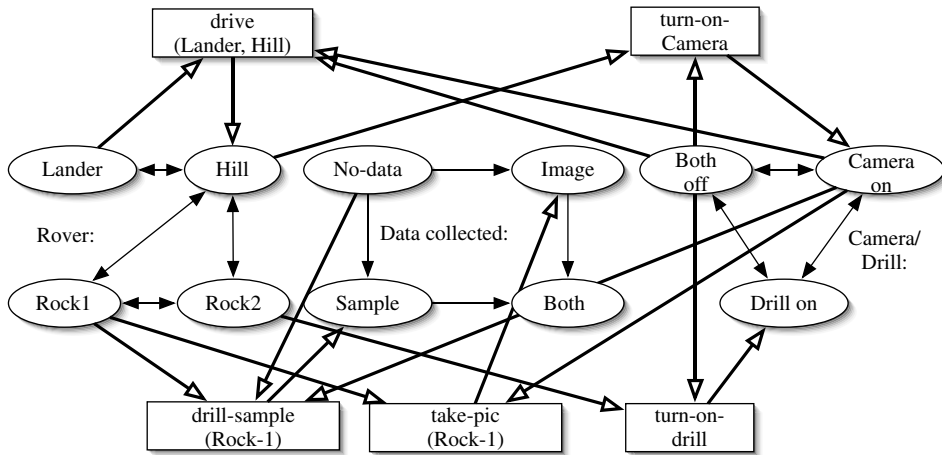 drive
(Lander, Hill)
turn-on-
Camera
Lander
Hill
No-data
Image
Both
off
Camera
on
Rover:
Data collected:
Camera/
Drill:
Rock1
Rock2
Sample
Both
Drill on
drill-sample
(Rock-1)
take-pic
(Rock-1)
turn-on-
drill